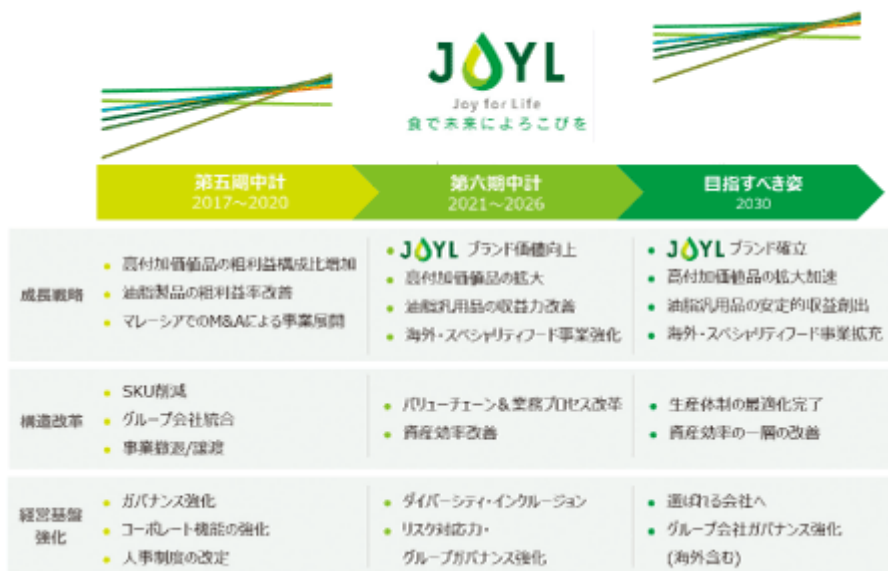 JOYL
Joy for Life
食で未来によろこびを
第五期中計
2017～2020
第六期中計
2021～2026
目指すべき姿
2030
成長戦略
• 高付加価値品の粗利益構成比増加
• 油脂製品の粗利益率改善
• マレーシアでのM&Aによる事業展開
• JOYL ブランド価値向上
• 高付加価値品の拡大
• 油脂汎用品の収益力改善
• 海外・スペシャリティフード事業強化
• JOYL ブランド確立
• 高付加価値品の拡大加速
• 油脂汎用品の安定的収益創出
• 海外・スペシャリティフード事業拡充
構造改革
• SKU削減
• グループ会社統合
• 事業撤退/譲渡
• バリューチェーン&業務プロセス改革
• 資産効率改善
• 生産体制の最適化完了
• 資産効率の一層の改善
経営基盤
強化
• ガバナンス強化
• コーポレート機能の強化
• 人事制度の改定
• ダイバーシティ・インクルージョン
• リスク対応力・
グループガバナンス強化
• 選ばれる会社へ
• グループ会社ガバナンス強化
(海外含む)